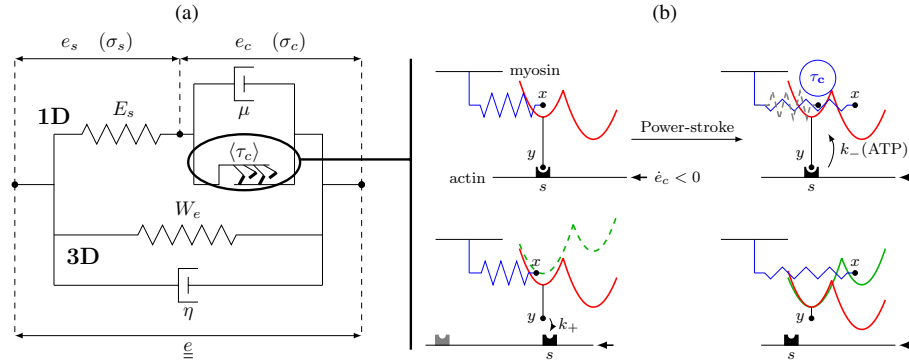 (a)
e_s (σ_s) e_c (σ_c)
1D
E_s
μ
⟨τ_c⟩
W_e
3D
η
e
(b)
myosin
x
y
actin
s
Power-stroke
ė_c < 0
τ_c
x
y
k_−(ATP)
s
x
y
k_+
s
x
y
s